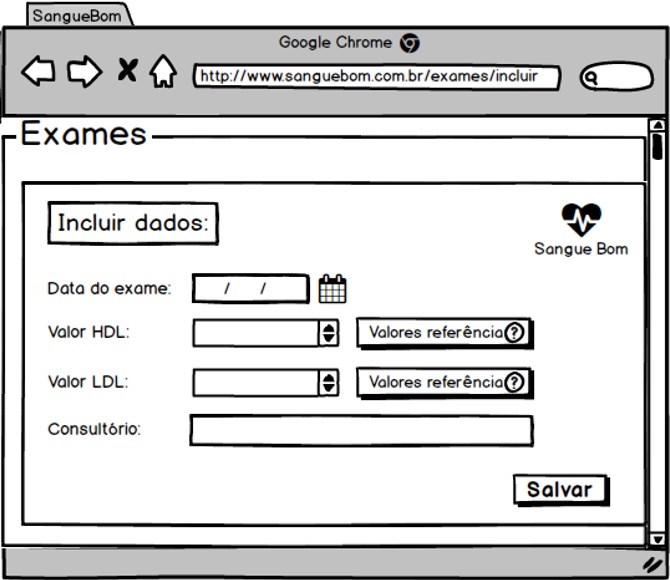 SangueBom
Google Chrome
http://www.sanguebom.com.br/exames/incluir
Exames
Incluir dados:
Sangue Bom
Data do exame: / /
Valor HDL: Valores referência ?
Valor LDL: Valores referência ?
Consultório:
Salvar